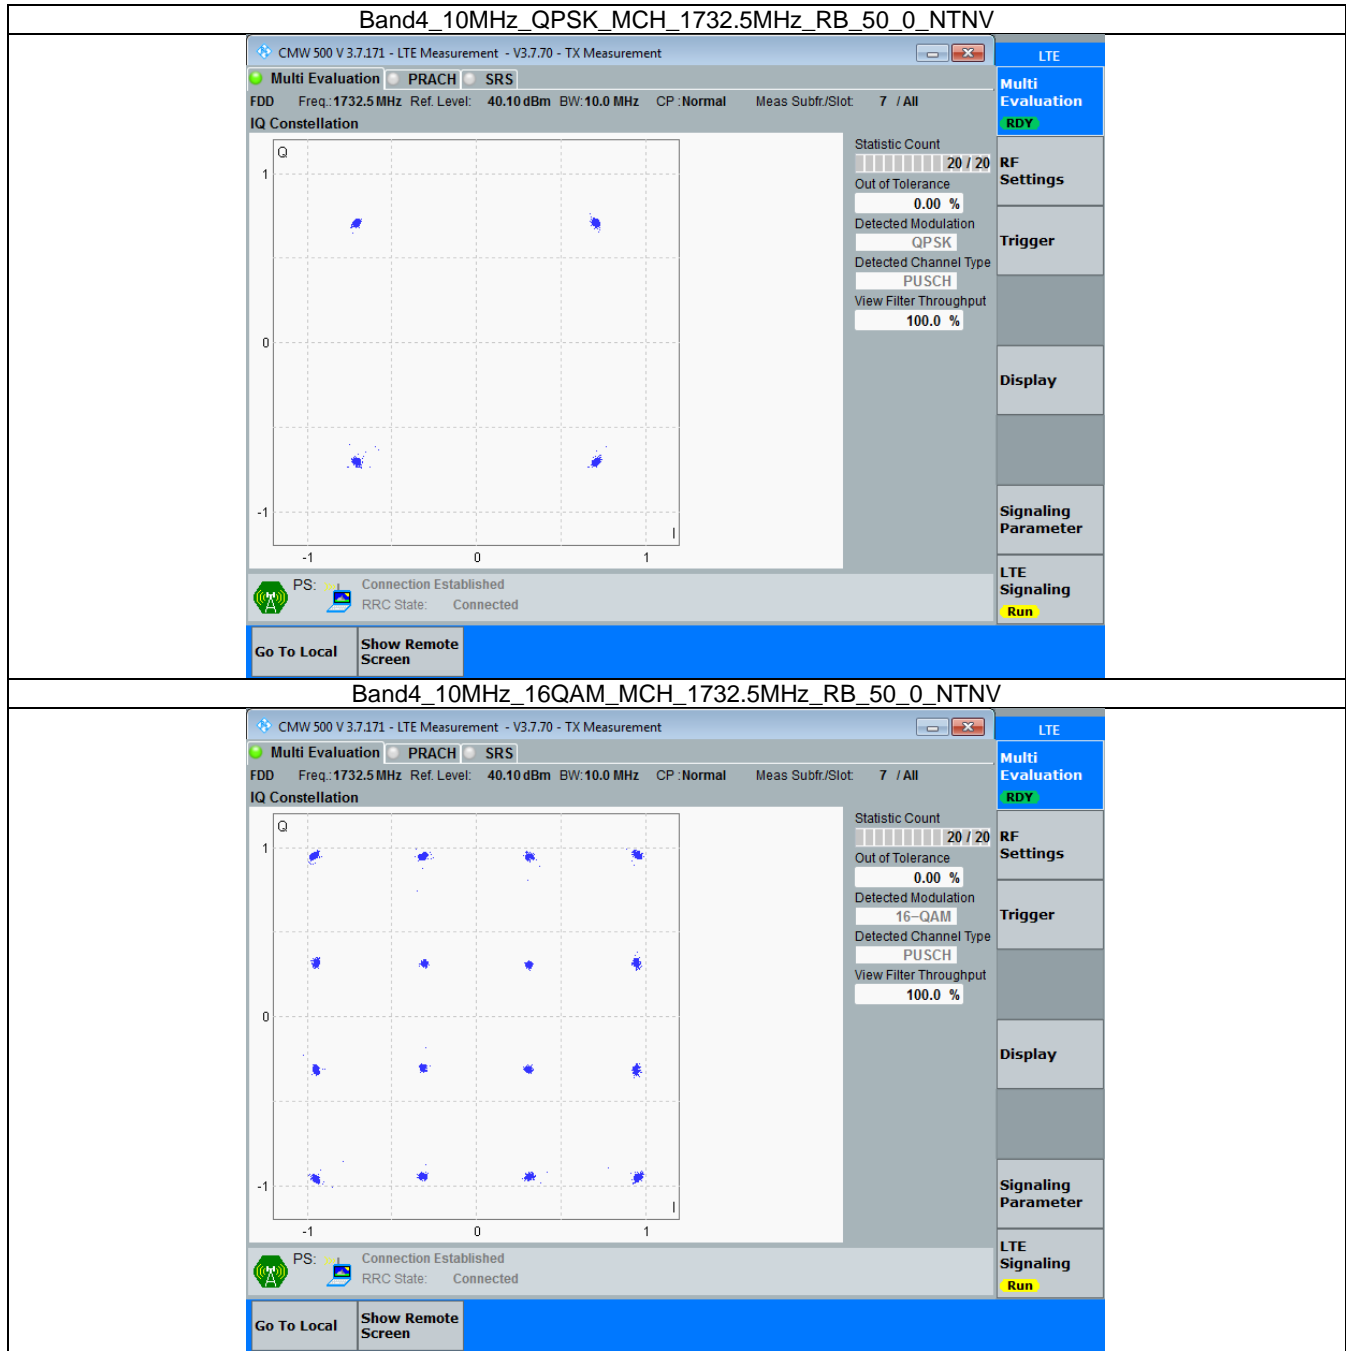 Band4_10MHz_QPSK_MCH_1732.5MHz_RB_50_0_NTNV
CMW 500 V 3.7.171 - LTE Measurement - V3.7.70 - TX Measurement
LTE
Multi Evaluation PRACH SRS
Multi
Evaluation
RDY
FDD Freq.: 1732.5 MHz Ref. Level: 40.10 dBm BW: 10.0 MHz CP : Normal Meas Subfr./Slot: 7 / All
IQ Constellation
Q
1
0
-1
I
-1 0 1
Statistic Count
20 / 20
Out of Tolerance
0.00 %
Detected Modulation
QPSK
Detected Channel Type
PUSCH
View Filter Throughput
100.0 %
RF
Settings
Trigger
Display
Signaling
Parameter
LTE
Signaling
Run
PS: Connection Established
RRC State: Connected
Go To Local
Show Remote
Screen
Band4_10MHz_16QAM_MCH_1732.5MHz_RB_50_0_NTNV
CMW 500 V 3.7.171 - LTE Measurement - V3.7.70 - TX Measurement
LTE
Multi Evaluation PRACH SRS
Multi
Evaluation
RDY
FDD Freq.: 1732.5 MHz Ref. Level: 40.10 dBm BW: 10.0 MHz CP : Normal Meas Subfr./Slot: 7 / All
IQ Constellation
Q
1
0
-1
I
-1 0 1
Statistic Count
20 / 20
Out of Tolerance
0.00 %
Detected Modulation
16-QAM
Detected Channel Type
PUSCH
View Filter Throughput
100.0 %
RF
Settings
Trigger
Display
Signaling
Parameter
LTE
Signaling
Run
PS: Connection Established
RRC State: Connected
Go To Local
Show Remote
Screen